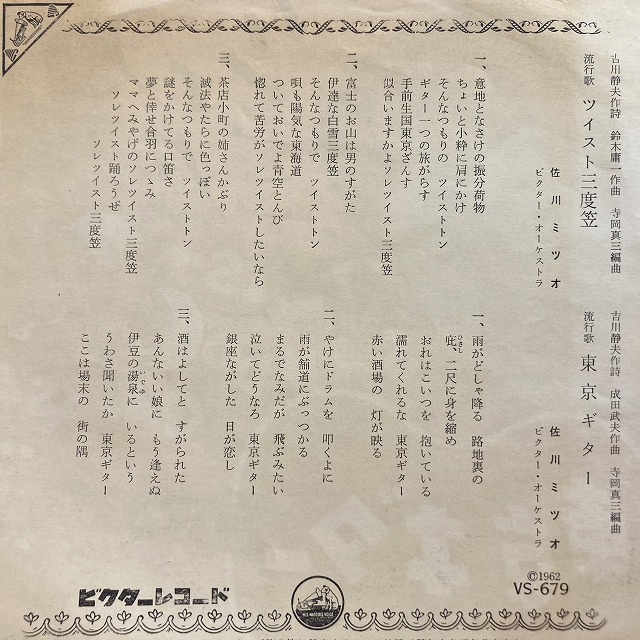 古川静夫作詩 鈴木庸一作曲 寺岡真三編曲
流行歌 ツイスト三度笠
佐川ミツオ
ビクター・オーケストラ
一、意地となさけの振分荷物
ちょいと小粋に肩にかけ
そんなつもりの ツイストトン
ギター一つの旅がらす
手前生国東京ざんす
似合いますかよソレツイスト三度笠
二、富士のお山は男のすがた
伊達な白雪三度笠
そんなつもりで ツイストトン
唄も陽気な東海道
ついておいでよ青空とんび
惚れて苦労がソレツイストしたいなら
三、茶店小町の姉さんかぶり
滅法やたらに色っぽい
そんなつもりで ツイストトン
謎をかけてる口笛さ
夢と倖せ合羽につゝみ
ママへみやげのソレツイスト三度笠
ソレツイスト踊ろうぜ
ソレツイスト三度笠
吉川静夫作詩 成田武夫作曲 寺岡真三編曲
流行歌 東京ギター
佐川ミツオ
ビクター・オーケストラ
一、雨がどしゃ降る 路地裏の
庇、二尺に身を縮め
ひさし
おれはこいつを 抱いている
濡れてくれるな 東京ギター
赤い酒場の 灯が映る
二、やけにドラムを 叩くよに
雨が舗道にぶっつかる
まるでなみだが 飛ぶみたい
泣いてどうなろ 東京ギター
銀座ながした 日が恋し
三、酒はよしててと すがられた
あんないい娘に もう逢えぬ
伊豆の湯泉に いるという
いでゆ
うわさ聞いたか 東京ギター
ここは場末の 街の隅
ビクターレコード
HIS MASTER'S VOICE
©1962
VS-679